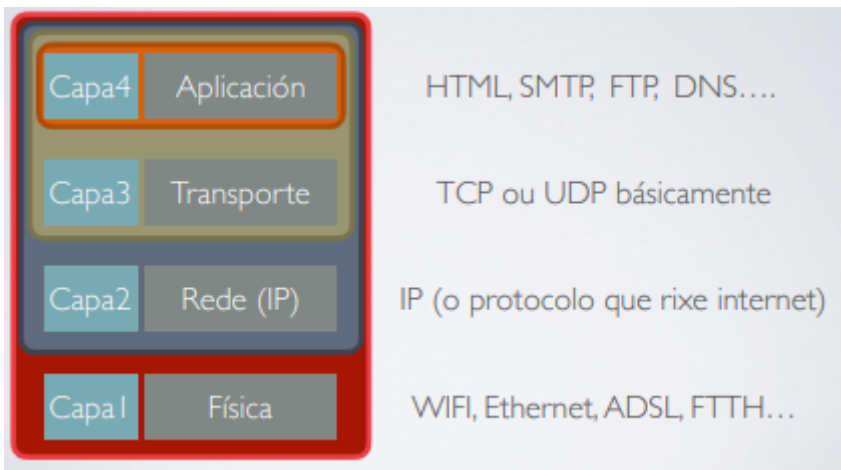 Capa4 Aplicación HTML, SMTP, FTP, DNS....
Capa3 Transporte TCP ou UDP básicamente
Capa2 Rede (IP) IP (o protocolo que rixe internet)
Capa1 Física WIFI, Ethernet, ADSL, FTTH...